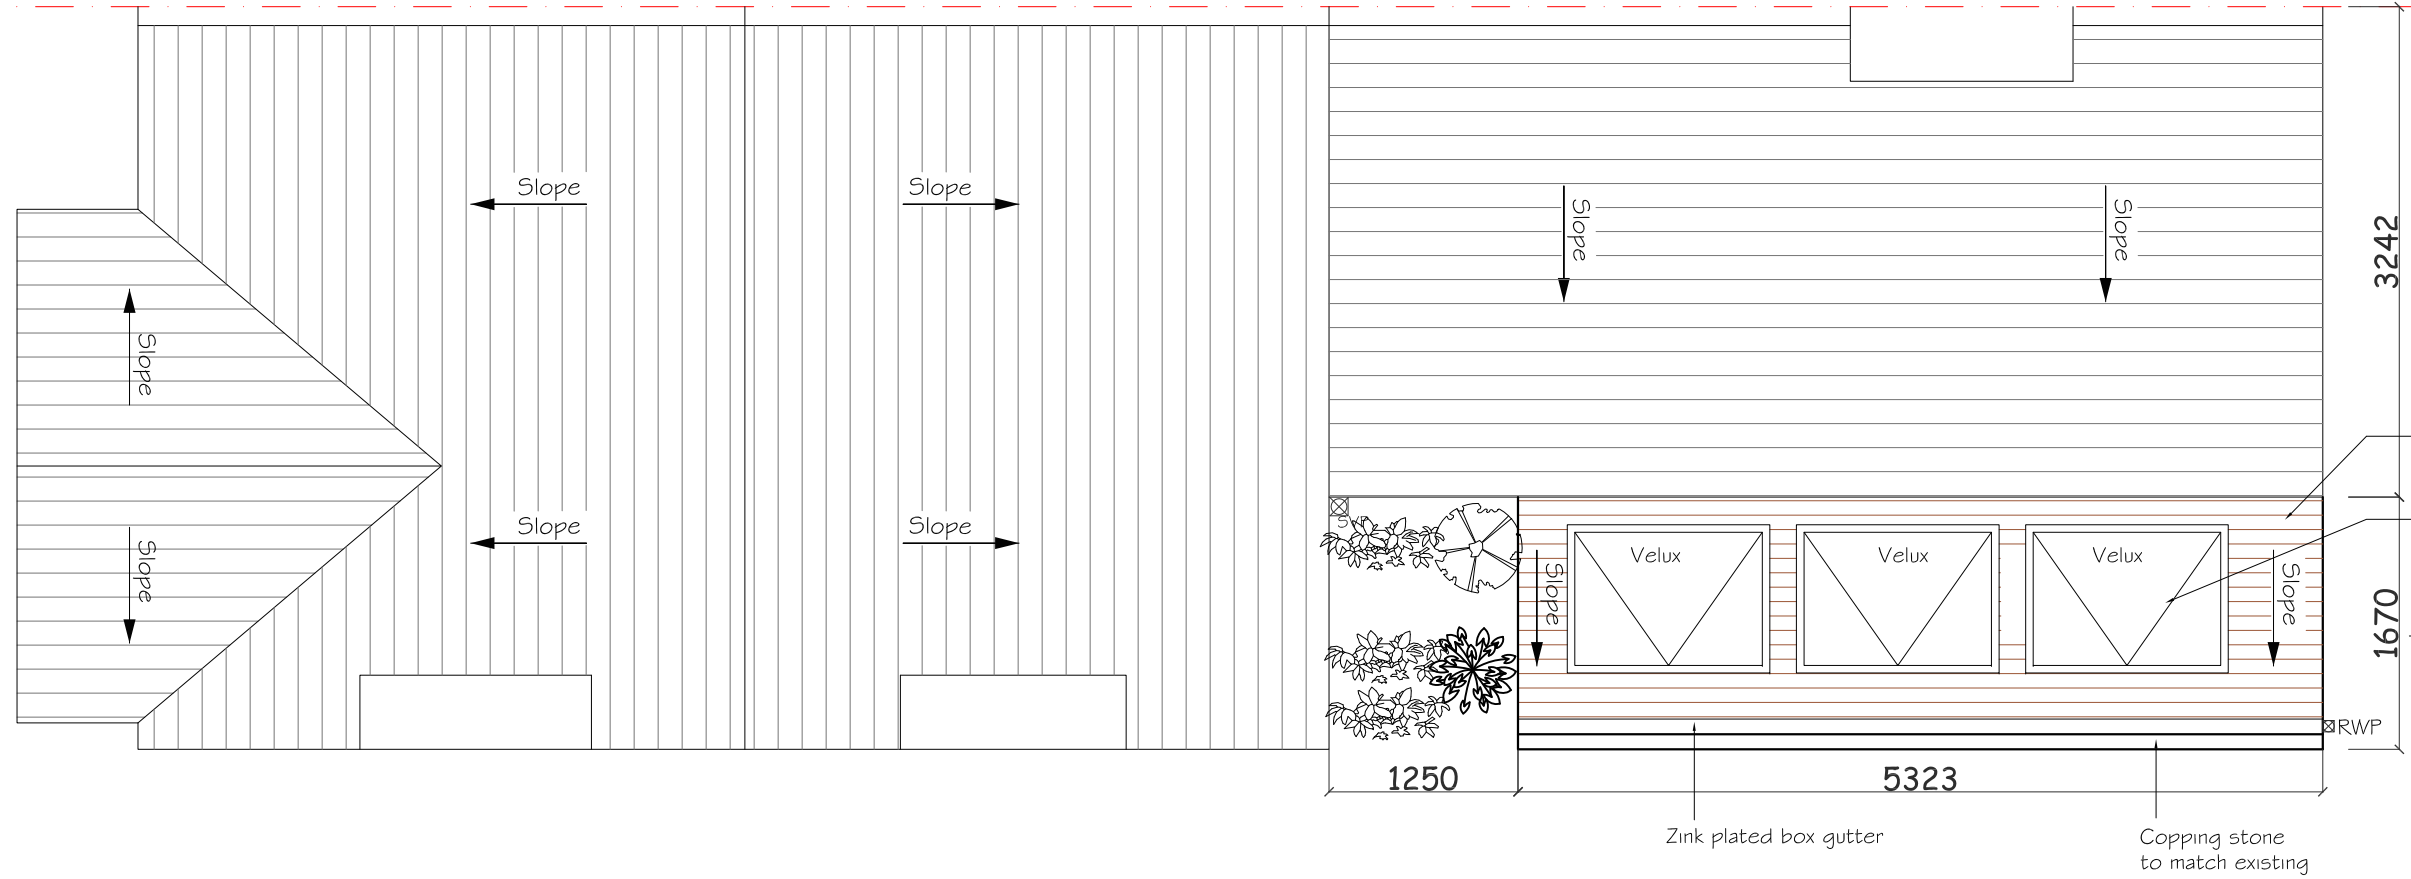 Slope
Slope
Slope
Slope
3242
Slope
Slope
Slope
Slope
Velux
Velux
Velux
Slope
Slope
1670
RWP
1250
5323
Zink plated box gutter
Copping stone
to match existing